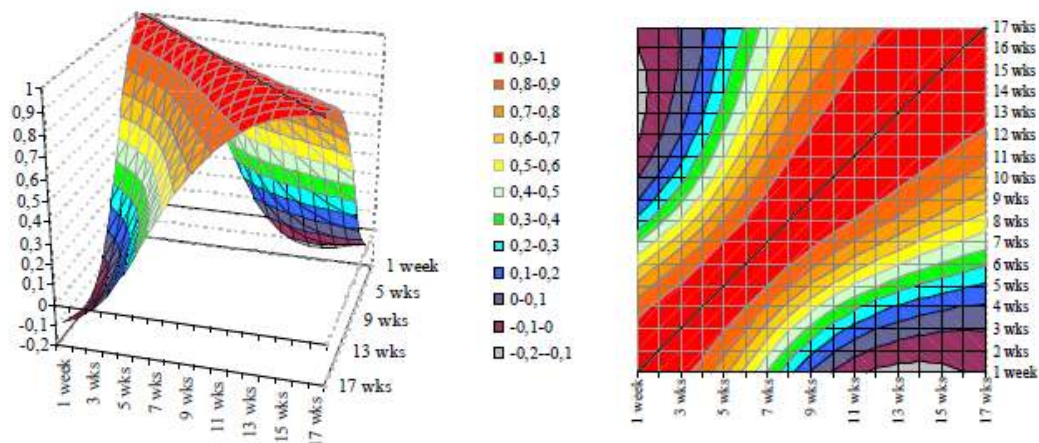 1
0,9
0,8
0,7
0,6
0,5
0,4
0,3
0,2
0,1
0
-0,1
-0,2
1 week
3 wks
5 wks
7 wks
9 wks
11 wks
13 wks
15 wks
17 wks
1 week
5 wks
9 wks
13 wks
17 wks
0,9-1
0,8-0,9
0,7-0,8
0,6-0,7
0,5-0,6
0,4-0,5
0,3-0,4
0,2-0,3
0,1-0,2
0-0,1
-0,1-0
-0,2--0,1
17 wks
16 wks
15 wks
14 wks
13 wks
12 wks
11 wks
10 wks
9 wks
8 wks
7 wks
6 wks
5 wks
4 wks
3 wks
2 wks
1 week
1 week
3 wks
5 wks
7 wks
9 wks
11 wks
13 wks
15 wks
17 wks